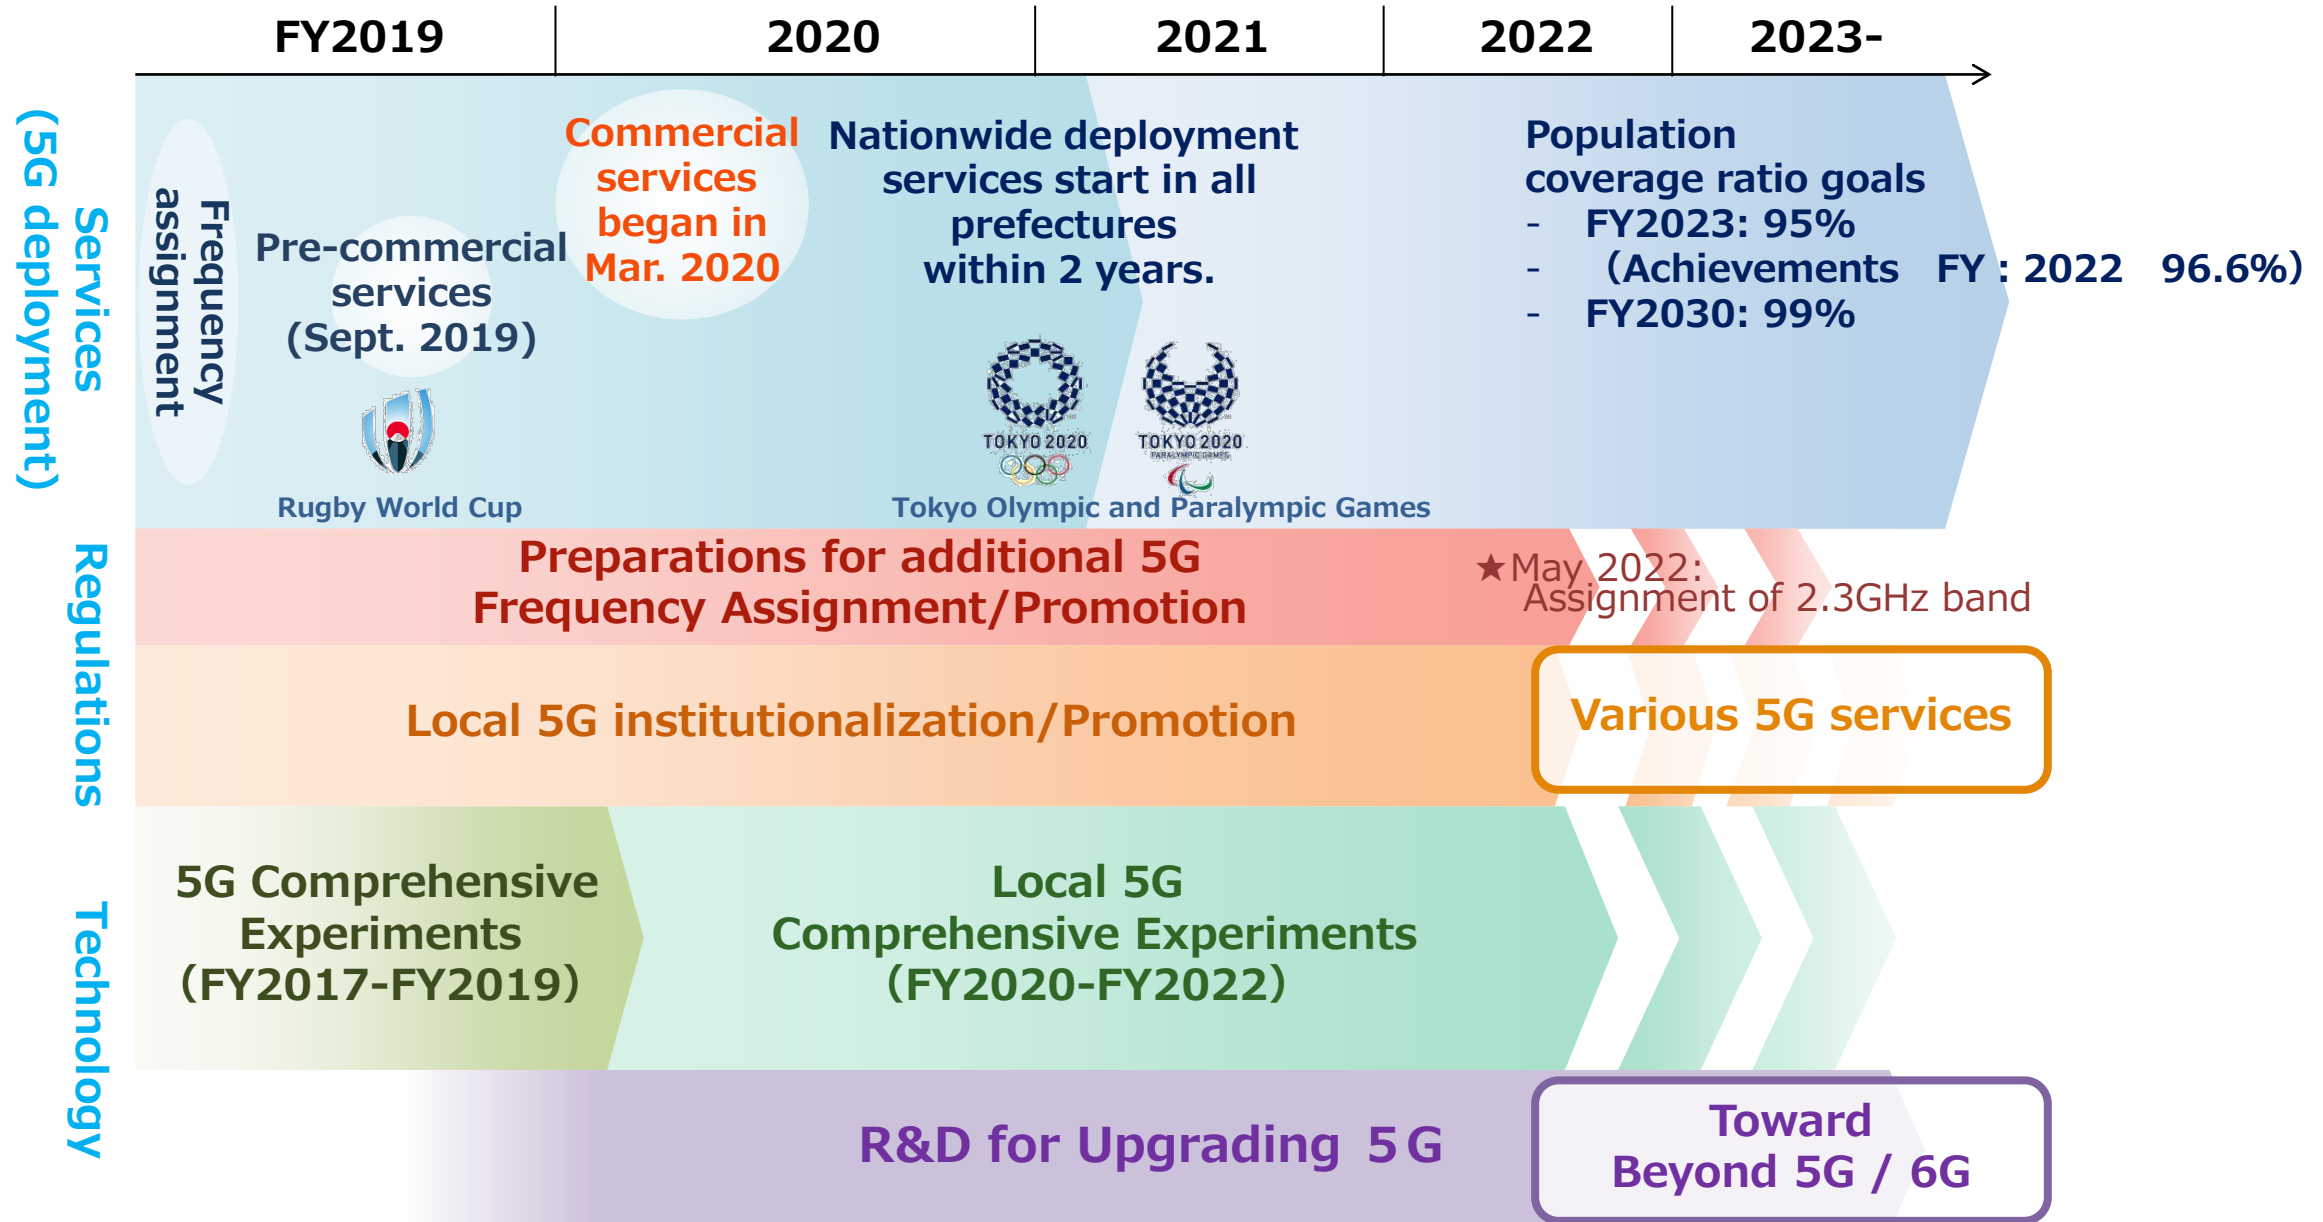 FY2019
2020
2021
2022
2023-
Services
(5G deployment)
Frequency
assignment
Pre-commercial
services
(Sept. 2019)
Rugby World Cup
Commercial
services
began in
Mar. 2020
Nationwide deployment
services start in all
prefectures
within 2 years.
TOKYO 2020
TOKYO 2020
PARALYMPIC GAMES
Tokyo Olympic and Paralympic Games
Population
coverage ratio goals
- FY2023: 95%
- （Achievements FY：2022 96.6%）
- FY2030: 99%
Regulations
Preparations for additional 5G
Frequency Assignment/Promotion
★May 2022:
Assignment of 2.3GHz band
Local 5G institutionalization/Promotion
Various 5G services
Technology
5G Comprehensive
Experiments
（FY2017-FY2019）
Local 5G
Comprehensive Experiments
（FY2020-FY2022）
R&D for Upgrading ５G
Toward
Beyond 5G / 6G